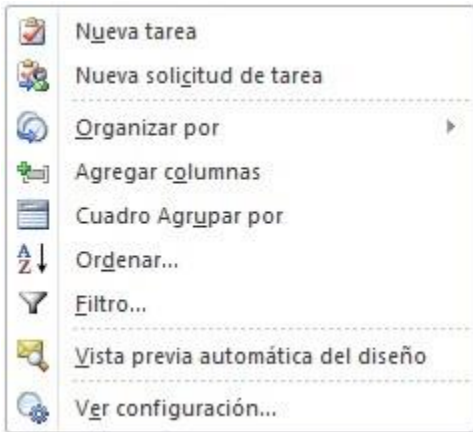 Nueva tarea
Nueva solicitud de tarea
Organizar por
Agregar columnas
Cuadro Agrupar por
Ordenar...
Filtro...
Vista previa automática del diseño
Ver configuración...